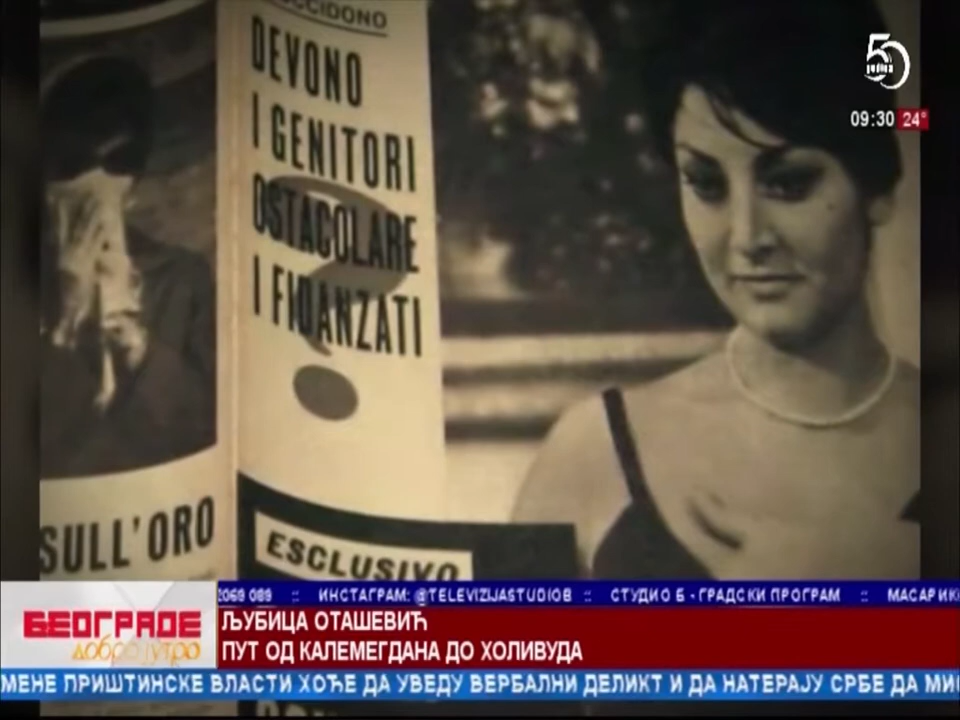 UCCIDONO
DEVONO
I GENITORI
OSTACOLARE
I FIDANZATI
?
SULL'ORO
ESCLUSIVO
50
09:30 24°
2069 089 :: ИНСТАГРАМ: @TELEVIZIJASTUDIOB :: СТУДИО Б - ГРАДСКИ ПРОГРАМ :: МАСАРИК
БЕОГРАДЕ
добро јутро
ЉУБИЦА ОТАШЕВИЋ
ПУТ ОД КАЛЕМЕГДАНА ДО ХОЛИВУДА
МЕНЕ ПРИШТИНСКЕ ВЛАСТИ ХОЋЕ ДА УВЕДУ ВЕРБАЛНИ ДЕЛИКТ И ДА НАТЕРАЈУ СРБЕ ДА МИ